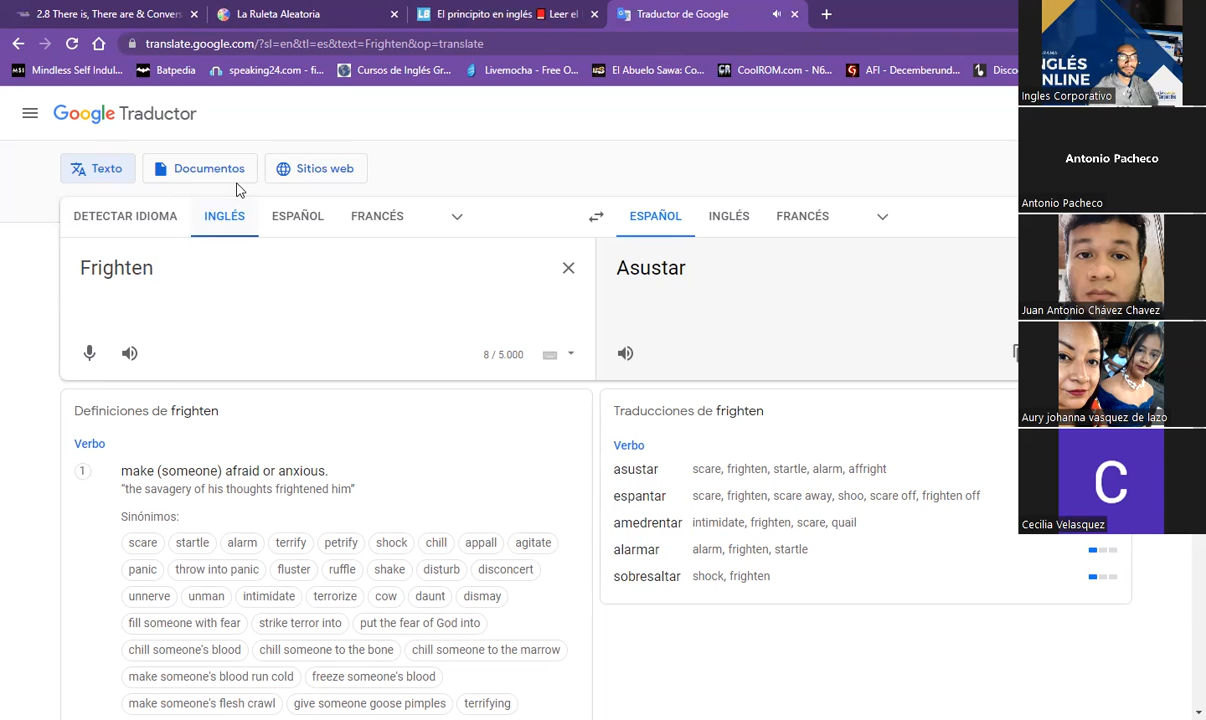 2.8 There is, There are & Convers
La Ruleta Aleatoria
El principito en inglés 📕 Leer el
Traductor de Google
translate.google.com/?sl=en&tl=es&text=Frighten&op=translate
Mindless Self Indul...
Batpedia
speaking24.com - fi...
Cursos de Inglés Gr...
Livemocha - Free O...
El Abuelo Sawa: Co...
CoolROM.com - N6...
AFI - Decemberund...
Disco
Google Traductor
Texto
Documentos
Sitios web
DETECTAR IDIOMA INGLÉS ESPAÑOL FRANCÉS
ESPAÑOL INGLÉS FRANCÉS
Frighten
Asustar
8 / 5.000
Definiciones de frighten
Verbo
1 make (someone) afraid or anxious.
"the savagery of his thoughts frightened him"
Sinónimos:
scare startle alarm terrify petrify shock chill appall agitate
panic throw into panic fluster ruffle shake disturb disconcert
unnerve unman intimidate terrorize cow daunt dismay
fill someone with fear strike terror into put the fear of God into
chill someone's blood chill someone to the bone chill someone to the marrow
make someone's blood run cold freeze someone's blood
make someone's flesh crawl give someone goose pimples terrifying
Traducciones de frighten
Verbo
asustar scare, frighten, startle, alarm, affright
espantar scare, frighten, scare away, shoo, scare off, frighten off
amedrentar intimidate, frighten, scare, quail
alarmar alarm, frighten, startle
sobresaltar shock, frighten
NGLÉS
NLINE
Ingles Corporativo
Antonio Pacheco
Antonio Pacheco
Juan Antonio Chávez Chavez
Aury johanna vasquez de lazo
C
Cecilia Velasquez